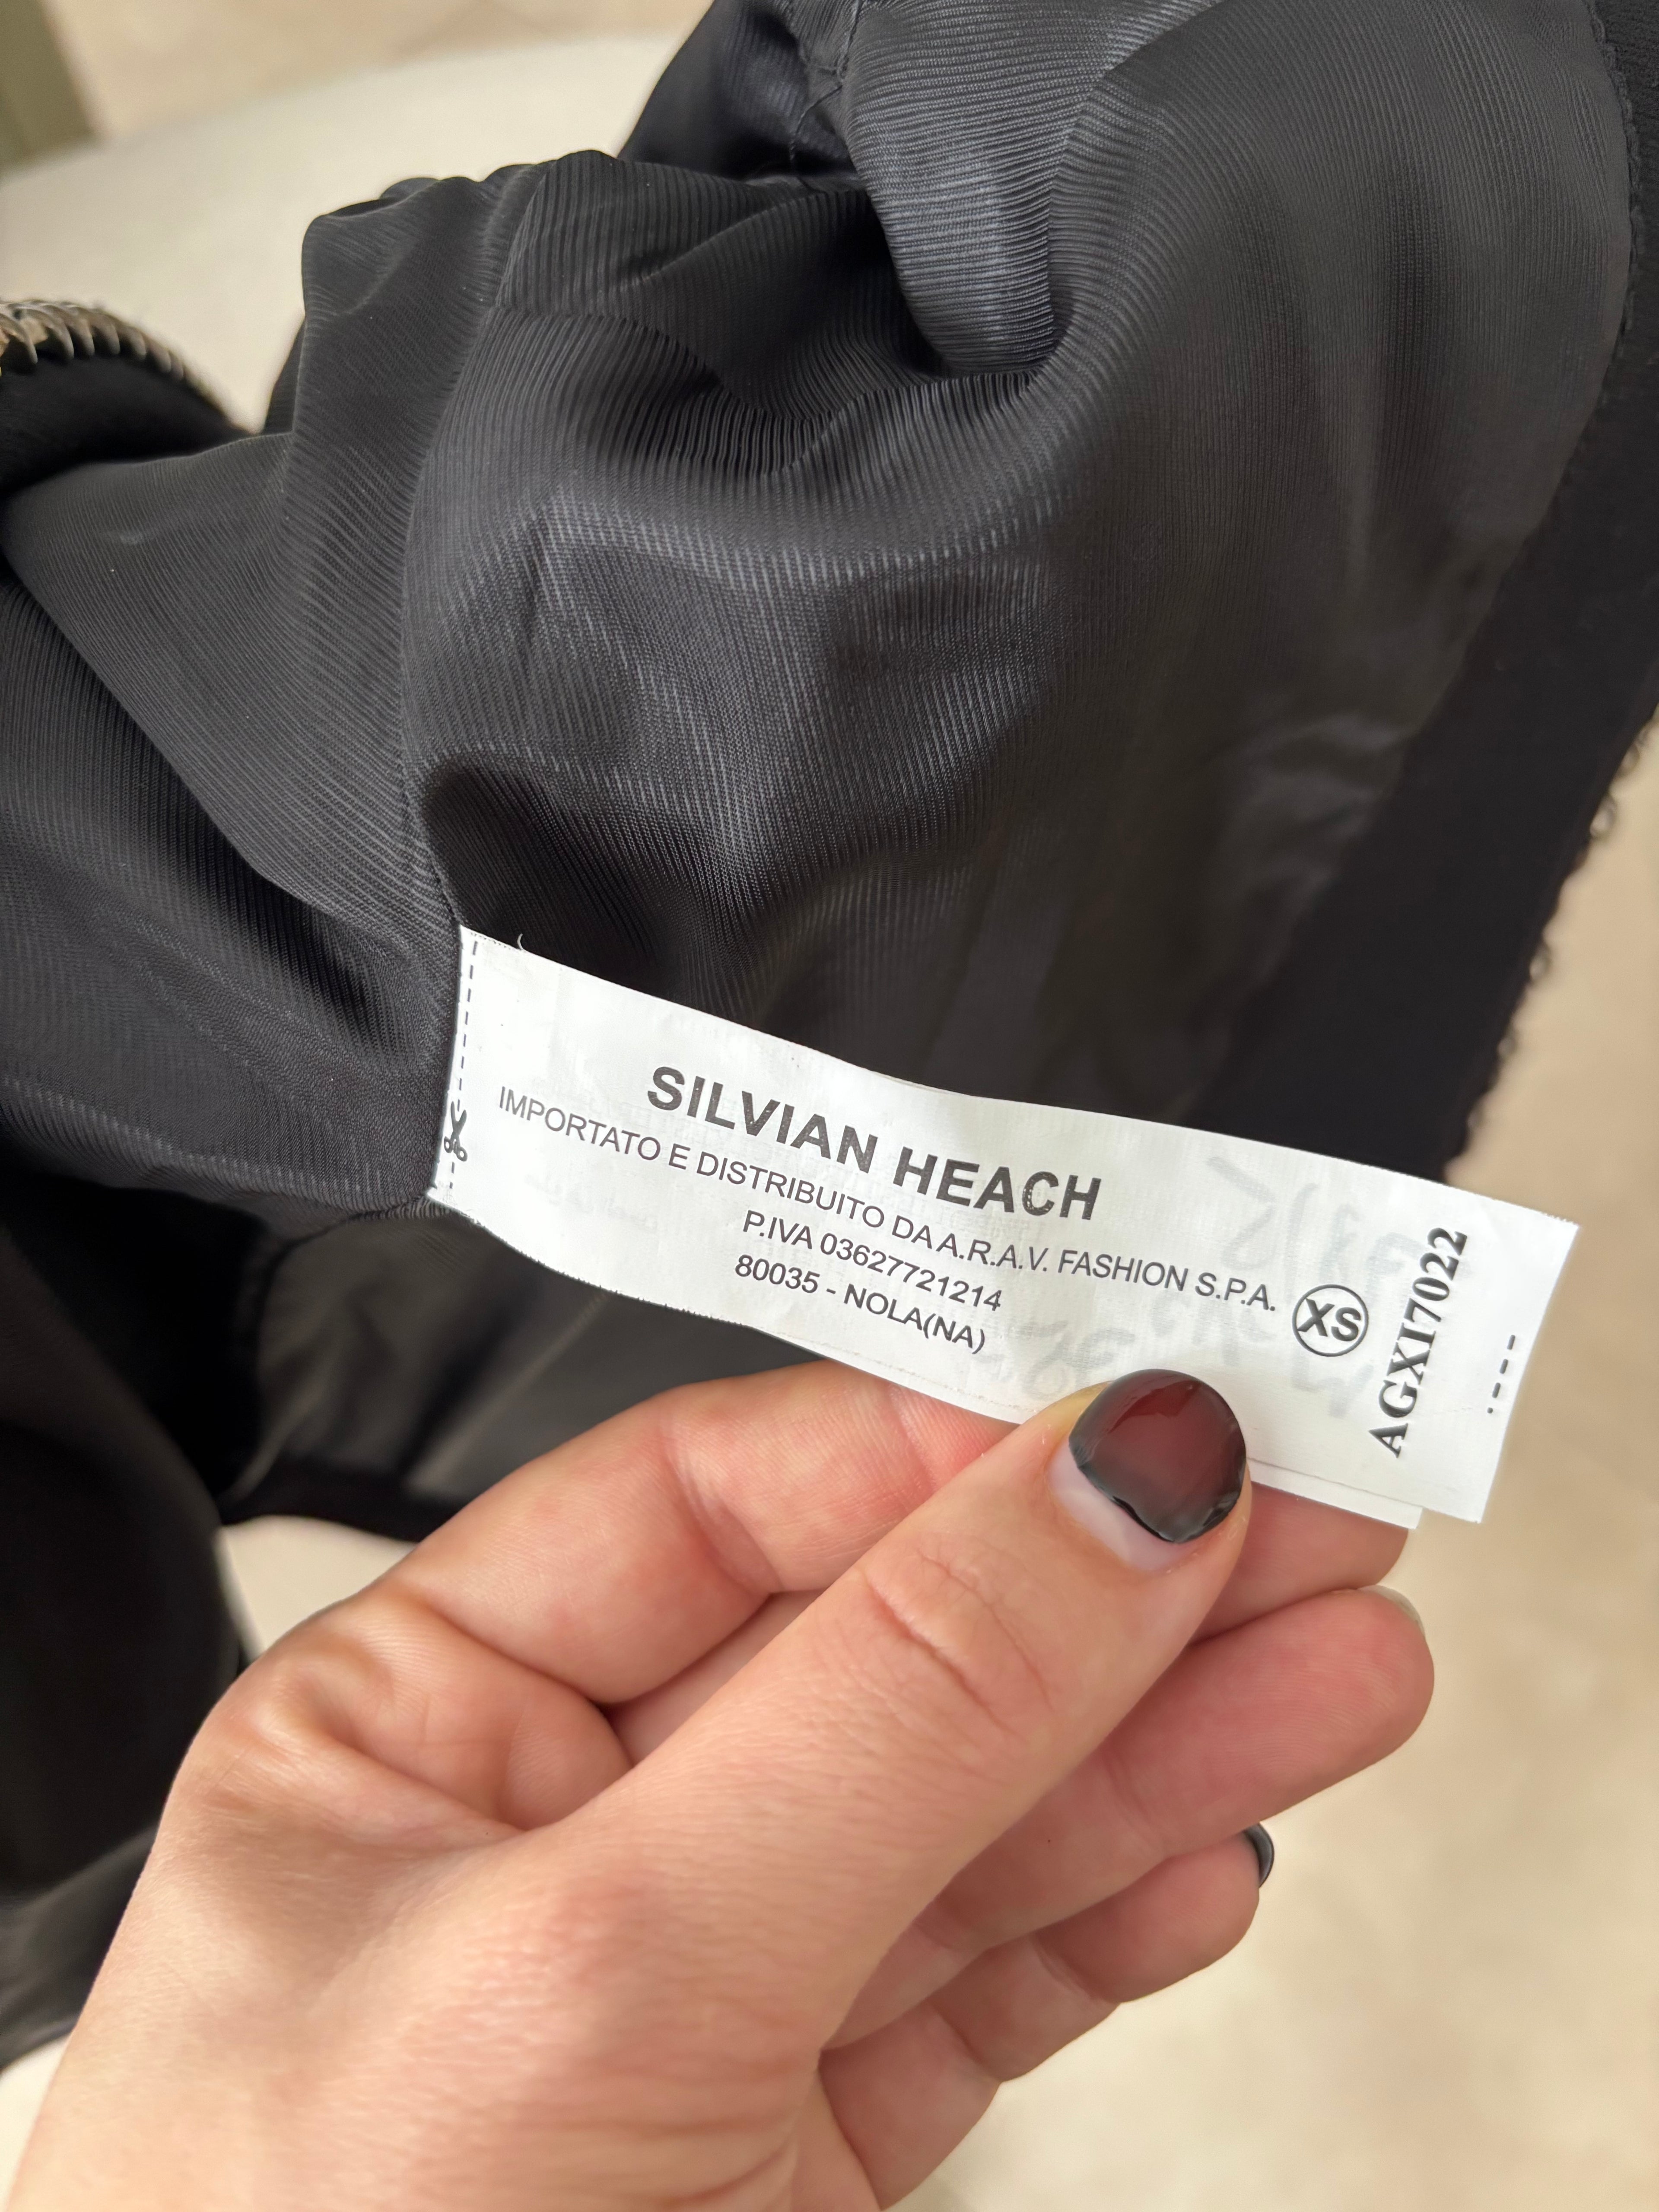 SILVIAN HEACH
IMPORTATO E DISTRIBUITO DA A.R.A.V. FASHION S.P.A.
P.IVA 03627721214
80035 - NOLA(NA)
XS
AGXI7022